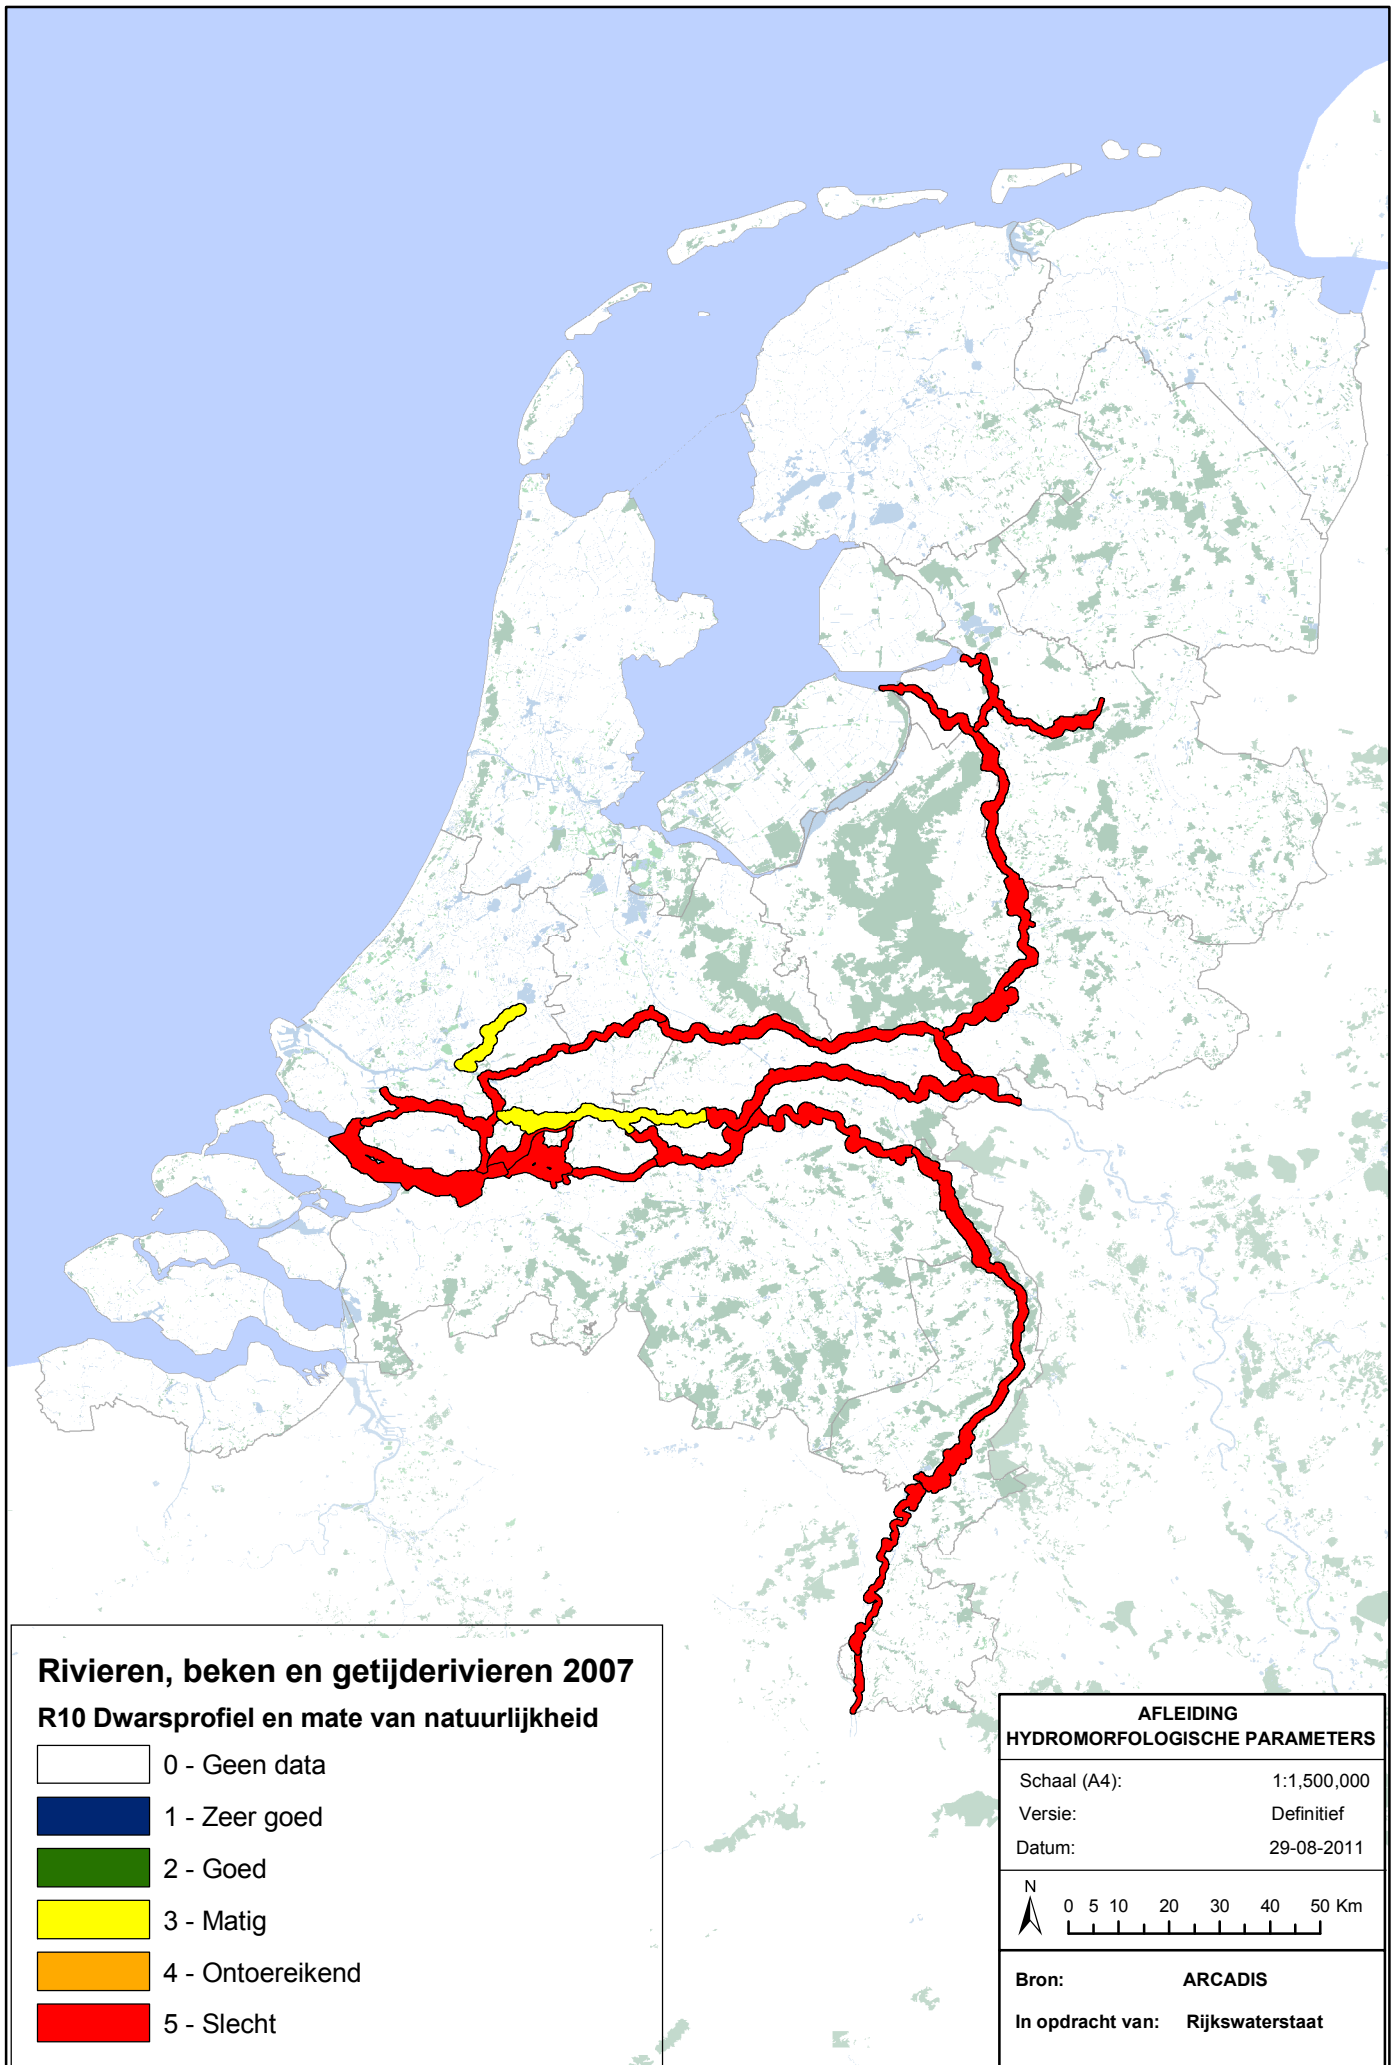 Rivieren, beken en getijderivieren 2007
R10 Dwarsprofiel en mate van natuurlijkheid
0 - Geen data
1 - Zeer goed
2 - Goed
3 - Matig
4 - Ontoereikend
5 - Slecht
AFLEIDING
HYDROMORFOLOGISCHE PARAMETERS
Schaal (A4): 1:1,500,000
Versie: Definitief
Datum: 29-08-2011
N
0 5 10 20 30 40 50 Km
Bron: ARCADIS
In opdracht van: Rijkswaterstaat